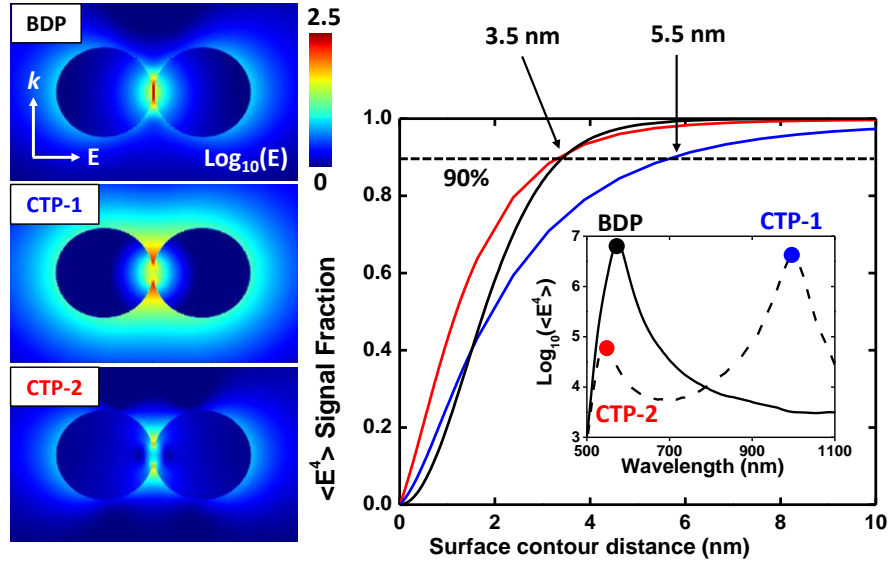 BDP
2.5
k
E
Log₁₀(E)
0
CTP-1
CTP-2
3.5 nm
5.5 nm
1.0
0.8
0.6
0.4
0.2
0.0
<E⁴> Signal Fraction
90%
0
2
4
6
8
10
Surface contour distance (nm)
BDP
CTP-1
CTP-2
7
6
5
4
3
Log₁₀(<E⁴>)
500
700
900
1100
Wavelength (nm)